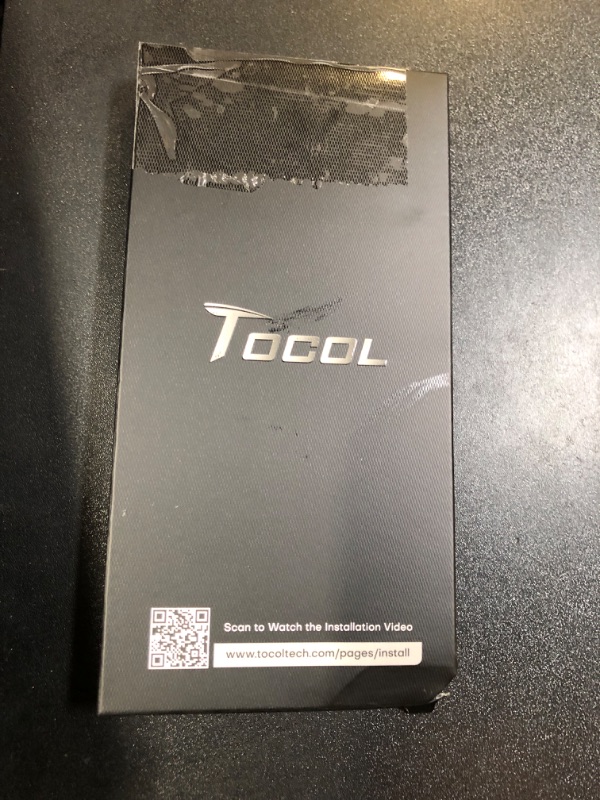 TOCOL
Scan to Watch the Installation Video
www.tocoltech.com/pages/install